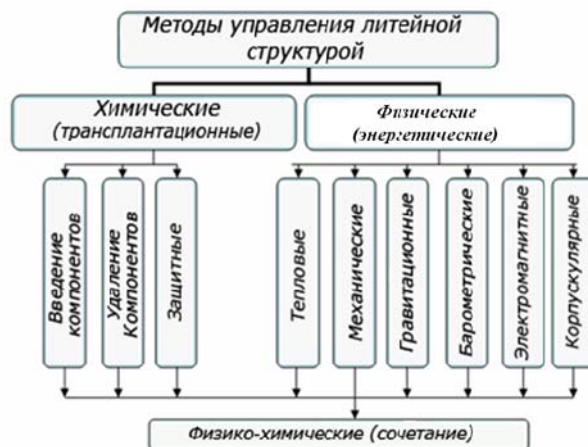 Методы управления литейной
структурой
Химические
(трансплантационные)
Физические
(энергетические)
Введение
компонентов
Удаление
Компонентов
Защитные
Тепловые
Механические
Гравитационные
Барометрические
Электромагнитные
Корпускулярные
Физико-химические (сочетание)